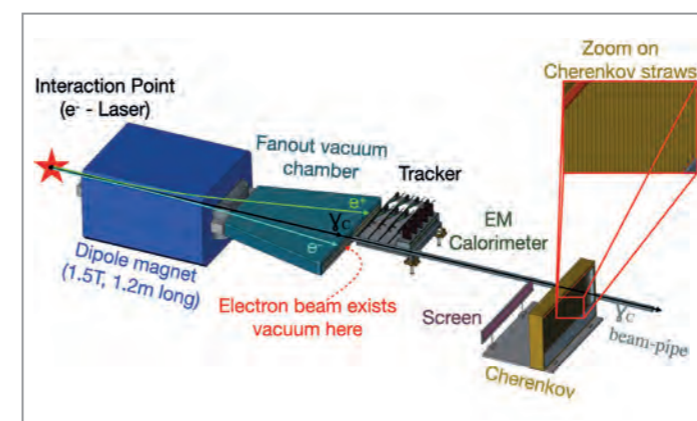 Zoom on
Cherenkov straws
Interaction Point
(e⁻ - Laser)
Fanout vacuum
chamber
Tracker
e⁺
γc
e⁻
EM
Calorimeter
Dipole magnet
(1.5T, 1.2m long)
Electron beam exists
vacuum here
Screen
γc
beam-pipe
Cherenkov